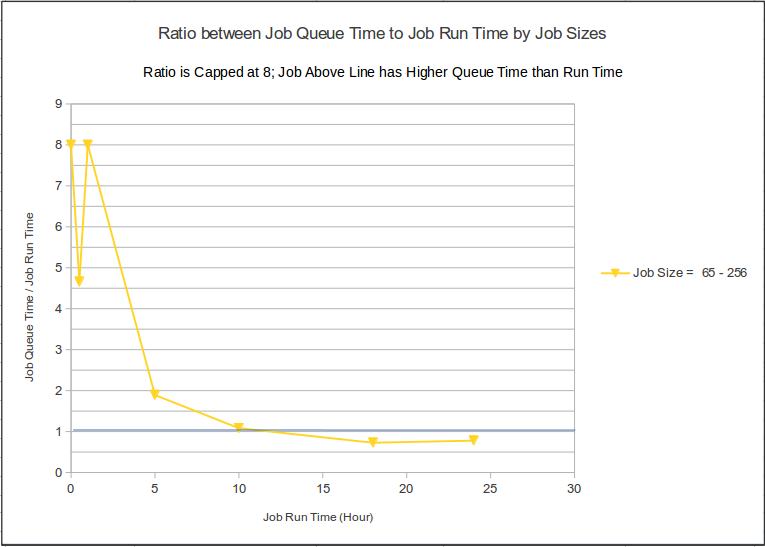 Ratio between Job Queue Time to Job Run Time by Job Sizes
Ratio is Capped at 8; Job Above Line has Higher Queue Time than Run Time
9
8
7
6
5
4
3
2
1
0
Job Queue Time / Job Run Time
0 5 10 15 20 25 30
Job Run Time (Hour)
Job Size = 65 - 256